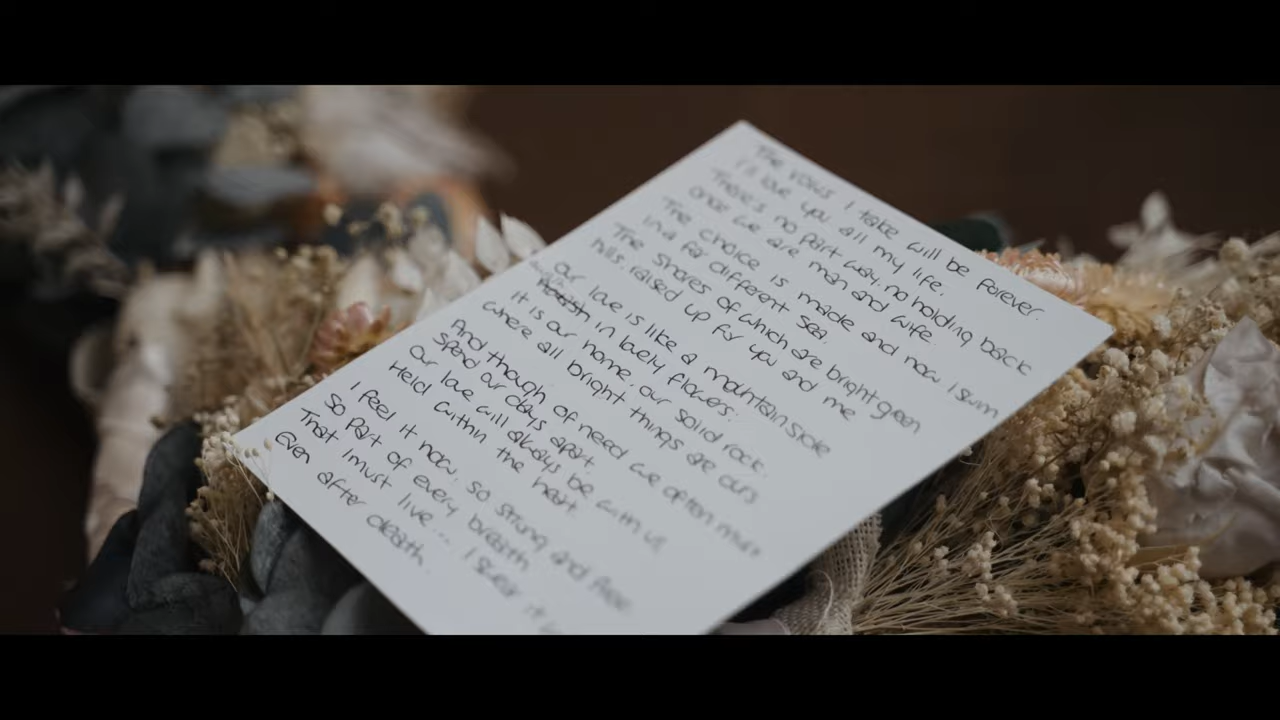 The vows I take will be forever.
I'll love you all my life.
There's no part way, no holding back
once we are man and wife.
The choice is made and now I swim
in a far different sea.
The shores of which are bright green
hills, raised up for you and me
Our love is like a mountainside
in lovely flowers.
It is our home, our solid rock.
where all bright things are ours
And though of need we often must
spend our days apart.
Our love will always be with us
Held within the heart
I feel it now, so strong and free
So part of every breath
That I must live... I swear it
Even after death.